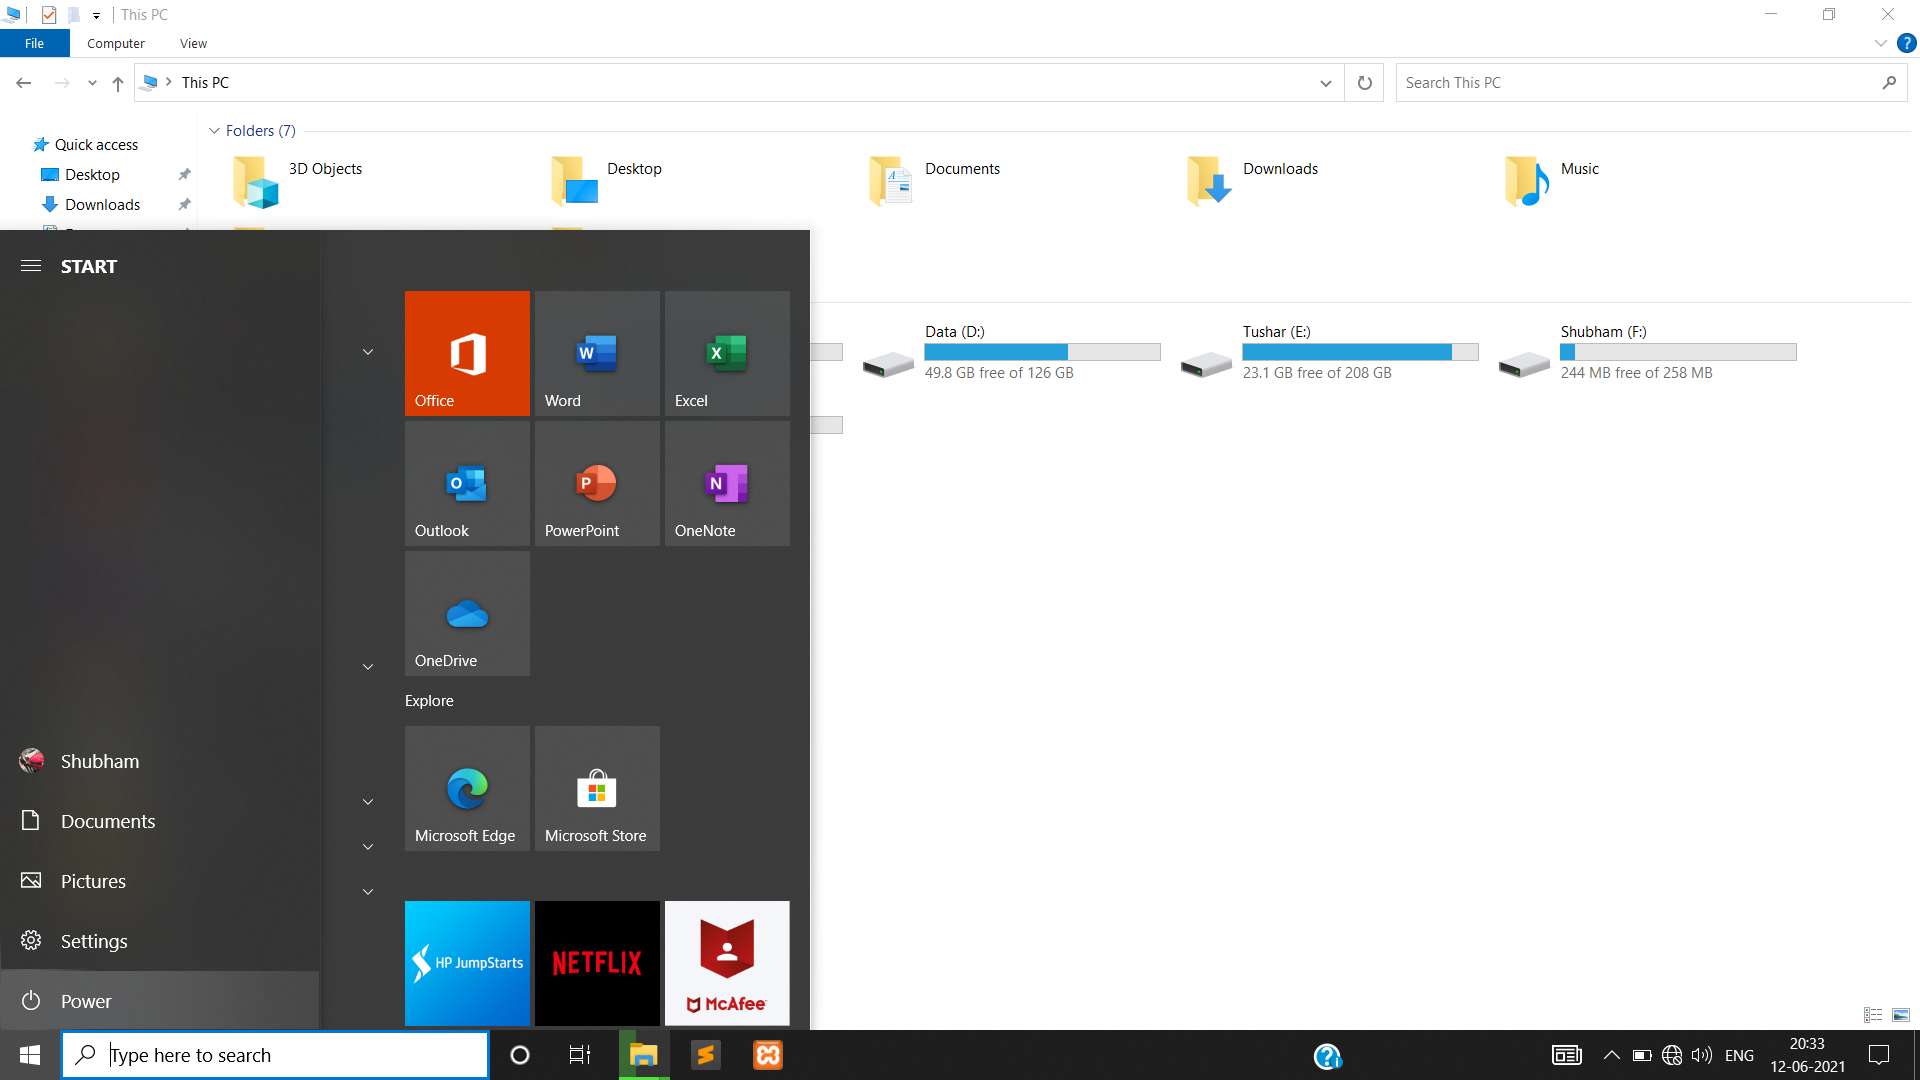 This PC
File
Computer
View
This PC
Search This PC
Quick access
Desktop
Downloads
Folders (7)
3D Objects
Desktop
Documents
Downloads
Music
START
Office
Word
Excel
Outlook
PowerPoint
OneNote
OneDrive
Explore
Microsoft Edge
Microsoft Store
HP JumpStarts
NETFLIX
McAfee
Data (D:)
49.8 GB free of 126 GB
Tushar (E:)
23.1 GB free of 208 GB
Shubham (F:)
244 MB free of 258 MB
Shubham
Documents
Pictures
Settings
Power
Type here to search
ENG
20:33
12-06-2021